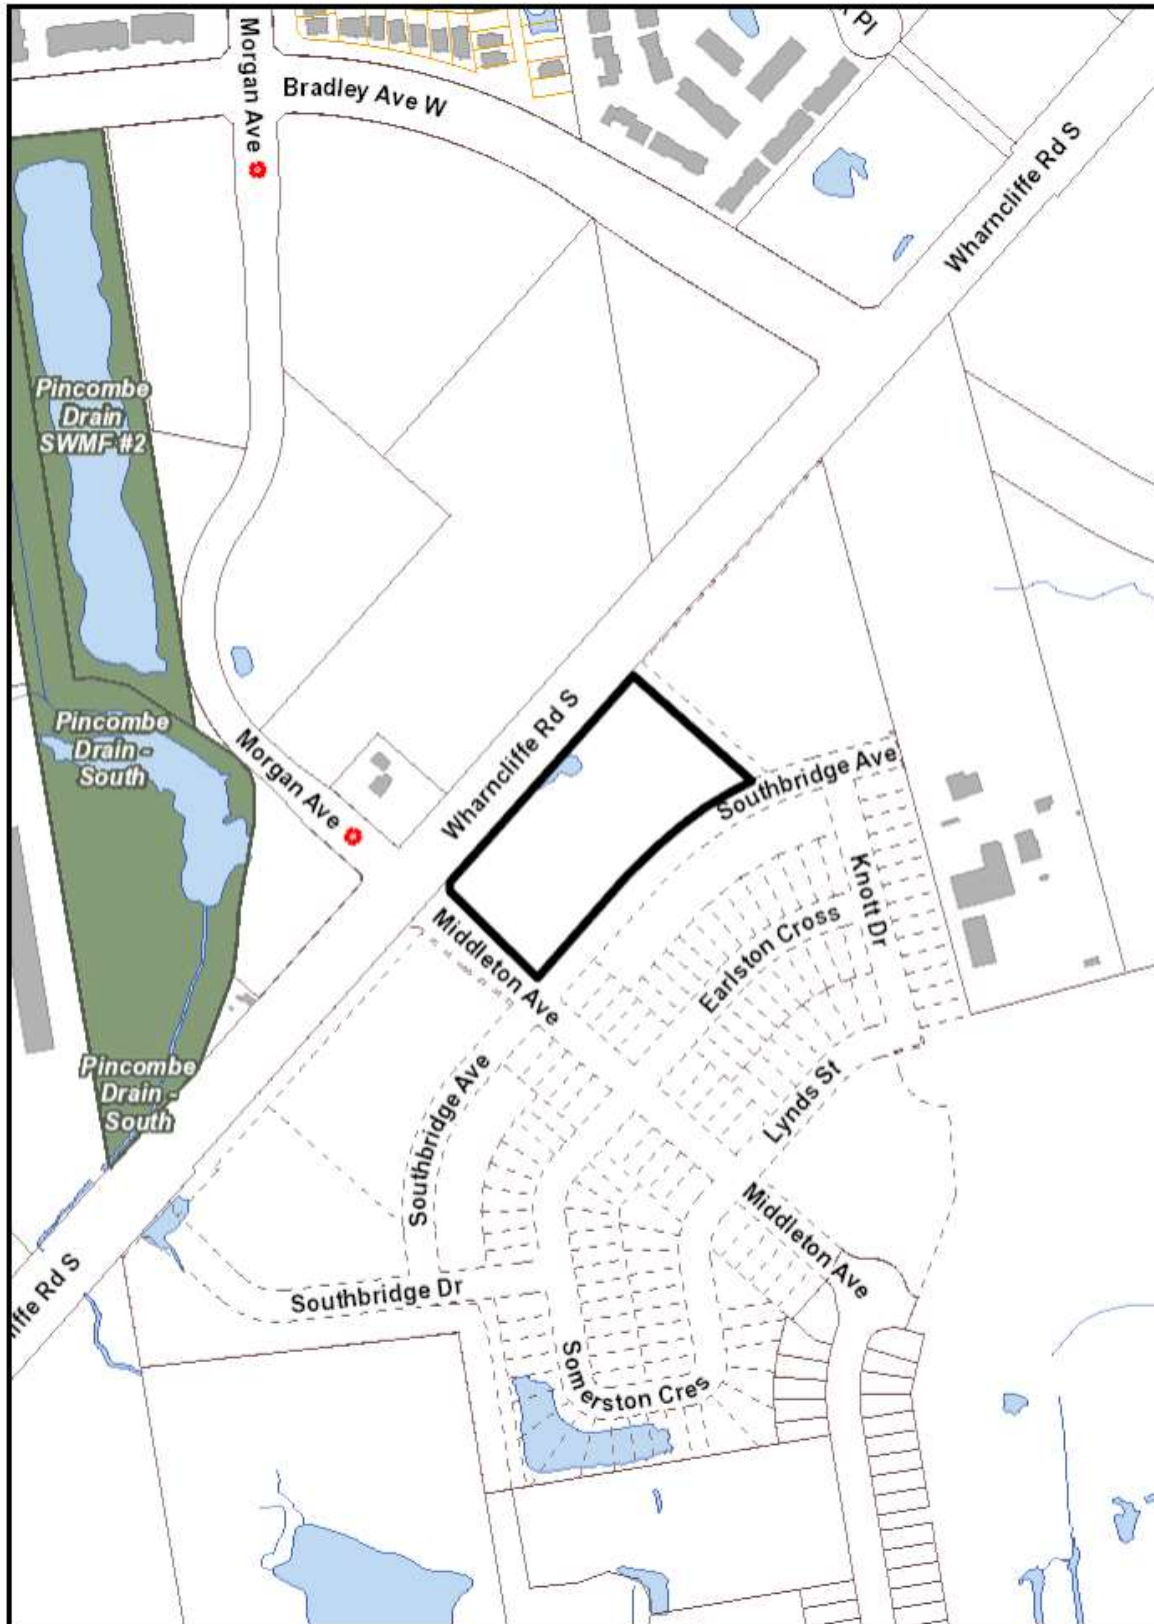 Morgan Ave
Bradley Ave W
Pl
Wharncliffe Rd S
Pincombe
Drain
SWMF #2
Pincombe
Drain -
South
Morgan Ave
Wharncliffe Rd S
Southbridge Ave
Knott Dr
Earlston Cross
Middleton Ave
Pincombe
Drain -
South
Southbridge Ave
Lynds St
Middleton Ave
iffe Rd S
Southbridge Dr
Somerston Cres